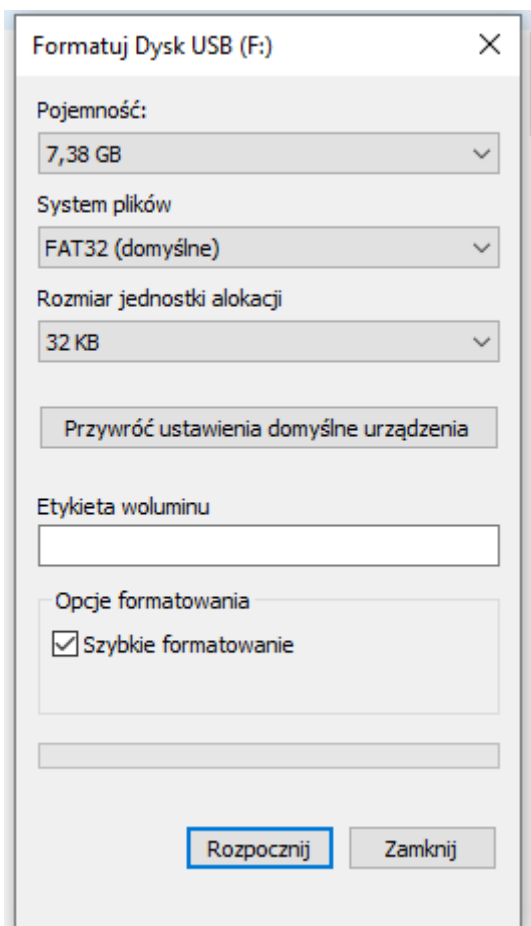 Formatuj Dysk USB (F:)
Pojemność:
7,38 GB
System plików
FAT32 (domyślne)
Rozmiar jednostki alokacji
32 KB
Przywróć ustawienia domyślne urządzenia
Etykieta woluminu
Opcje formatowania
Szybkie formatowanie
Rozpocznij Zamknij